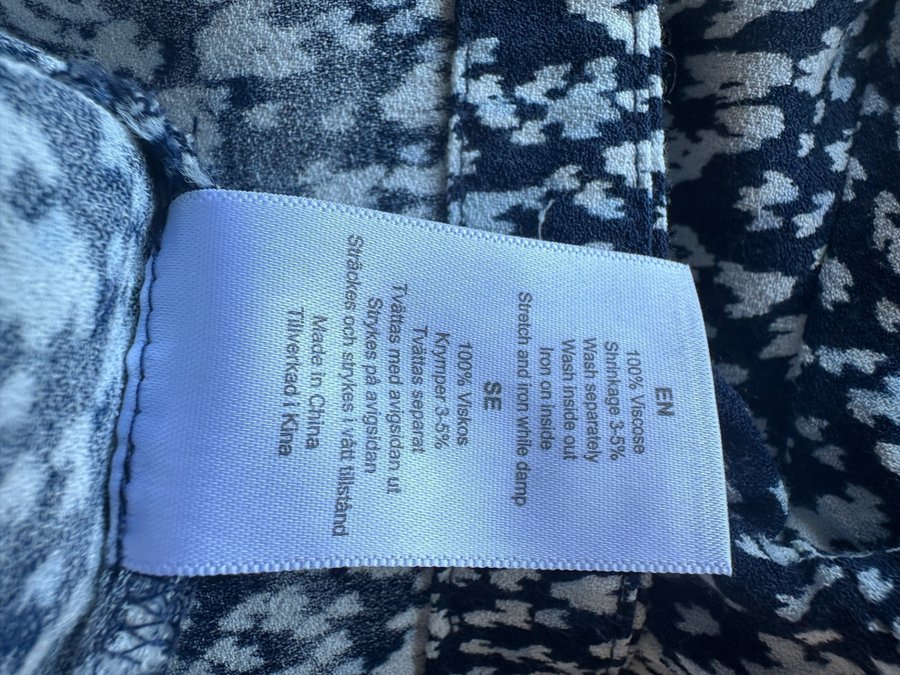 EN
100% Viscose
Shrinkage 3-5%
Wash separately
Wash inside out
Iron on inside
Stretch and iron while damp
SE
100% Viskos
Krymper 3-5%
Tvättas separat
Tvättas med avigsidan ut
Strykes på avigsidan
Sträckes och strykes i vått tillstånd
Made in China
Tillverkad i Kina